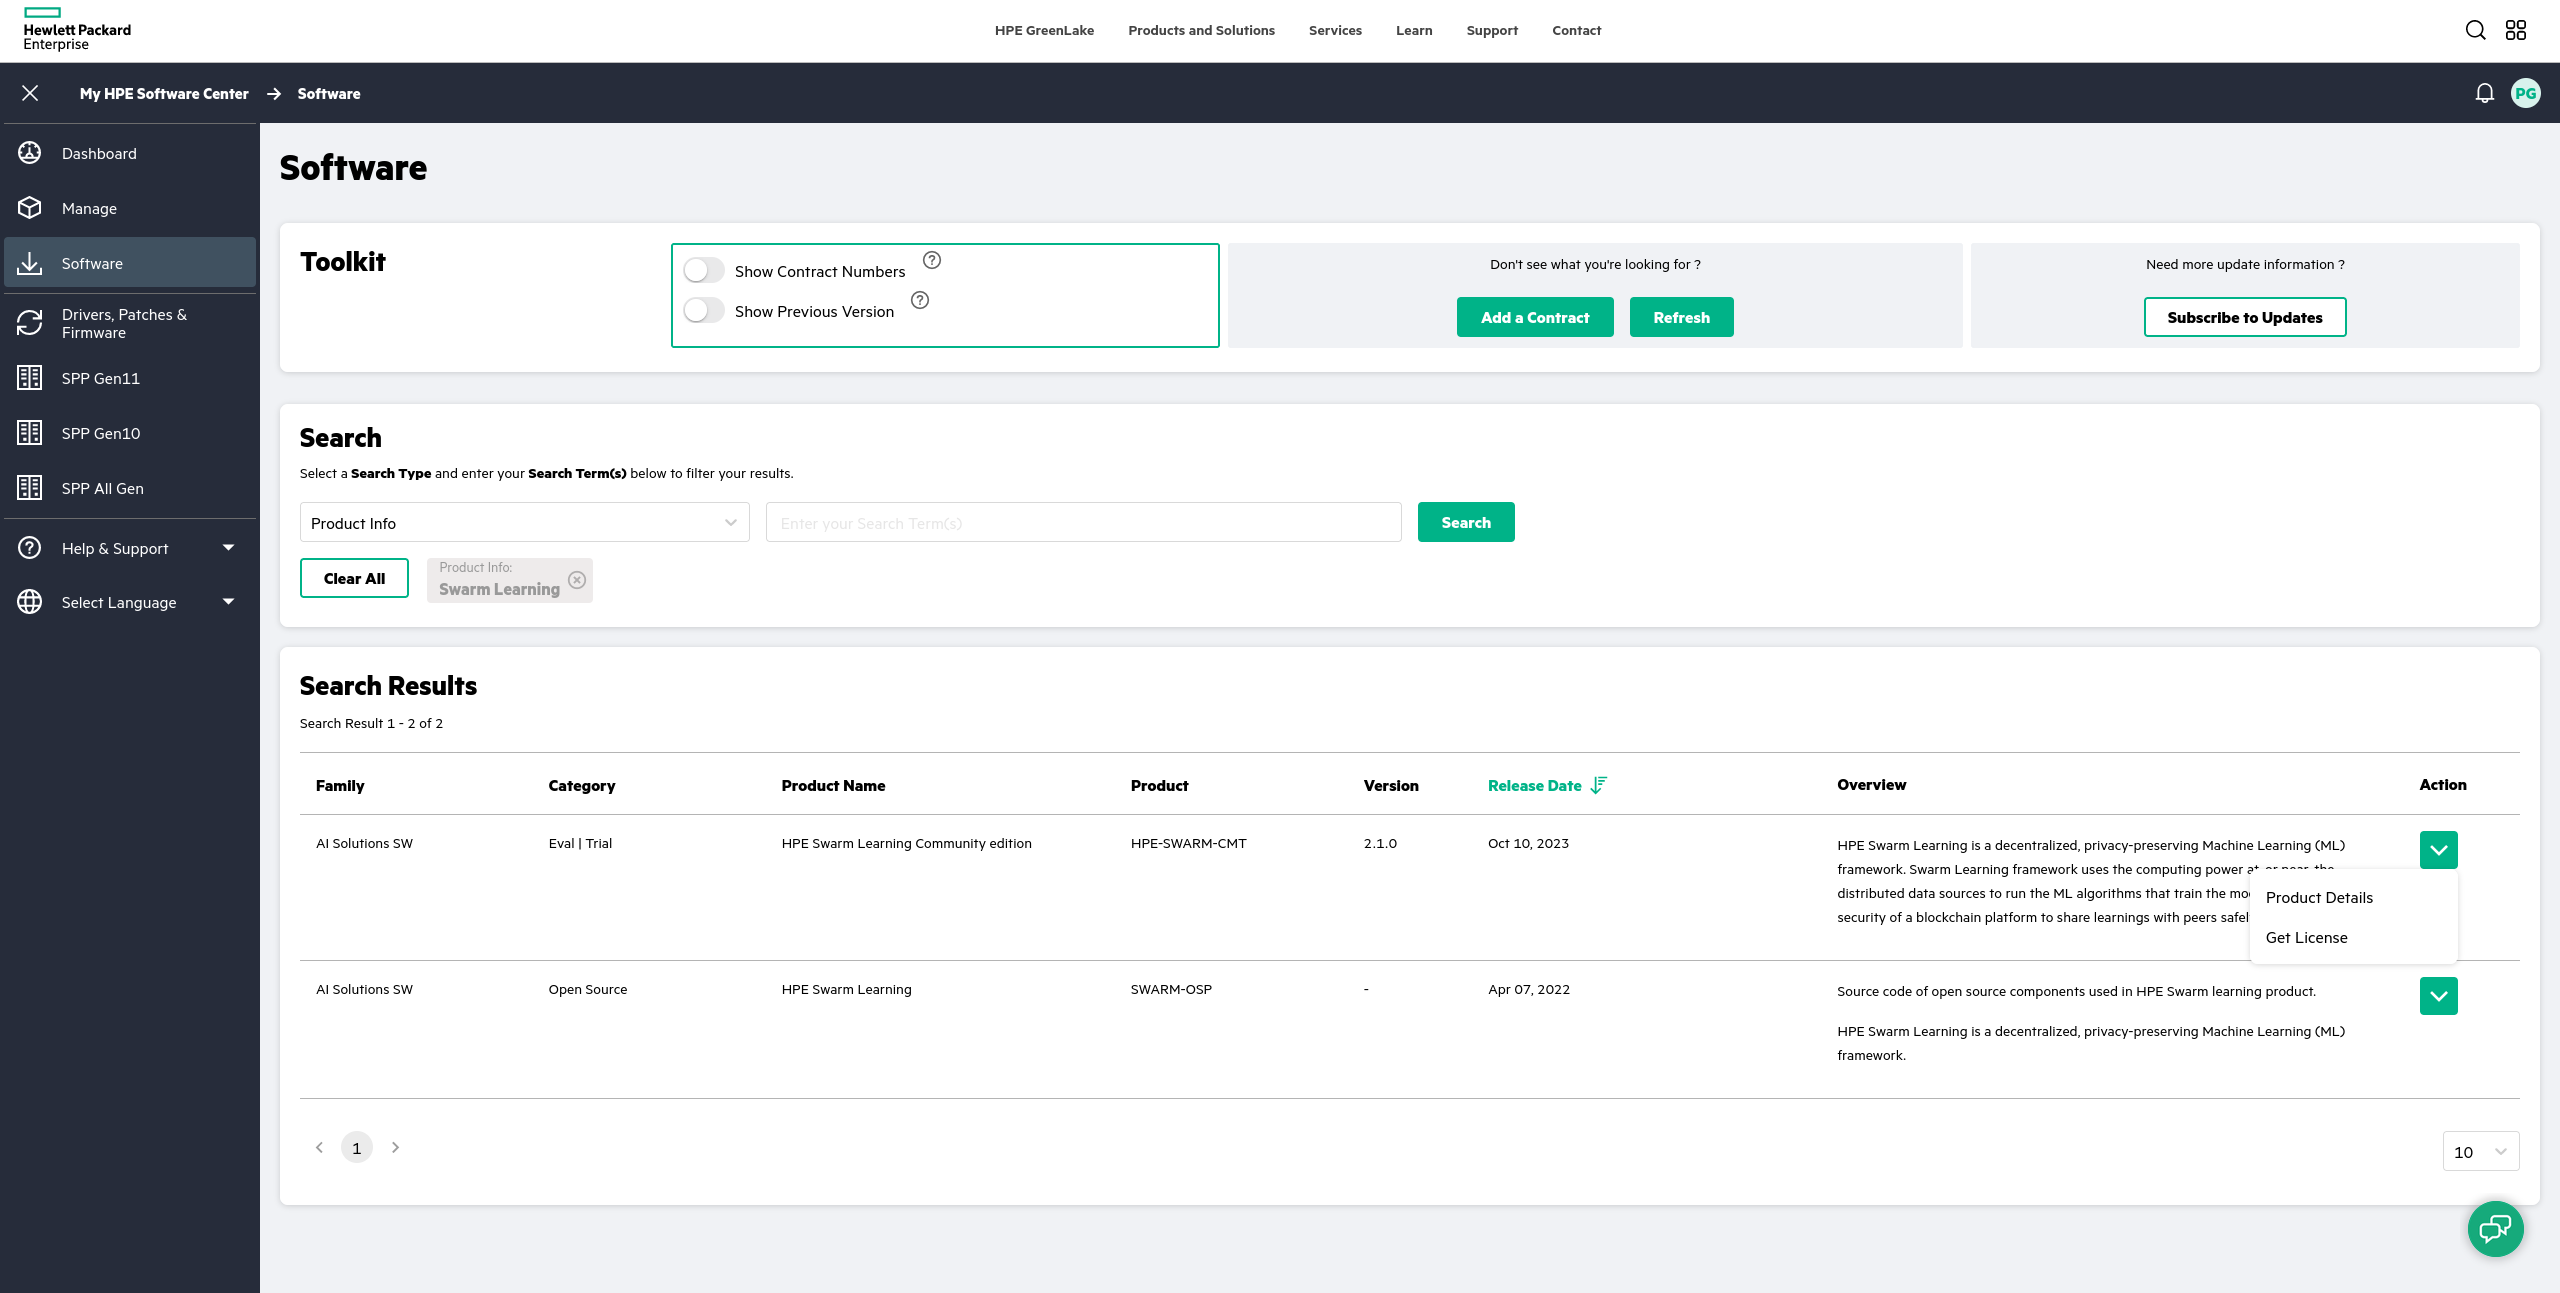 Hewlett Packard
Enterprise
HPE GreenLake
Products and Solutions
Services
Learn
Support
Contact
My HPE Software Center
Software
PG
Dashboard
Manage
Software
Drivers, Patches &
Firmware
SPP Gen11
SPP Gen10
SPP All Gen
Help & Support
Select Language
Software
Toolkit
Show Contract Numbers
Show Previous Version
Don't see what you're looking for ?
Add a Contract
Refresh
Need more update information ?
Subscribe to Updates
Search
Select a Search Type and enter your Search Term(s) below to filter your results.
Product Info
Enter your Search Term(s)
Search
Clear All
Product Info:
Swarm Learning
Search Results
Search Result 1 - 2 of 2
Family
Category
Product Name
Product
Version
Release Date
Overview
Action
AI Solutions SW
Eval | Trial
HPE Swarm Learning Community edition
HPE-SWARM-CMT
2.1.0
Oct 10, 2023
HPE Swarm Learning is a decentralized, privacy-preserving Machine Learning (ML)
framework. Swarm Learning framework uses the computing power at, or near, the
distributed data sources to run the ML algorithms that train the
security of a blockchain platform to share learnings with peers
Product Details
Get License
AI Solutions SW
Open Source
HPE Swarm Learning
SWARM-OSP
-
Apr 07, 2022
Source code of open source components used in HPE Swarm learning product.
HPE Swarm Learning is a decentralized, privacy-preserving Machine Learning (ML)
framework.
1
10